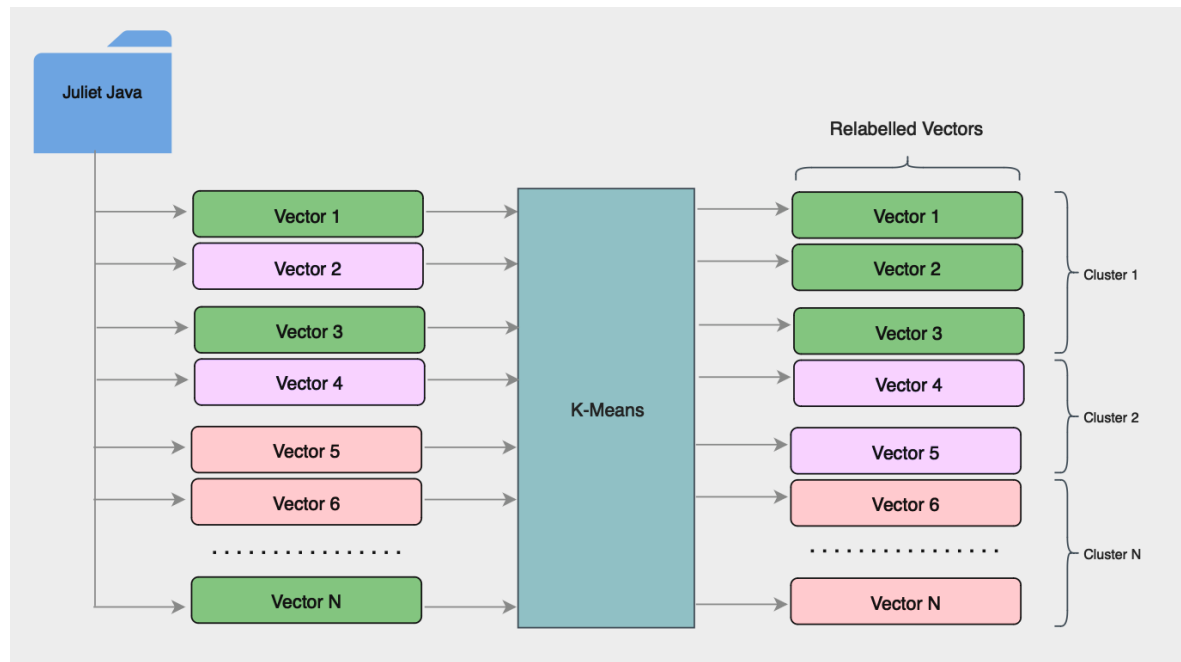 Juliet Java
Relabelled Vectors
Vector 1
Vector 2
Vector 3
Vector 4
Vector 5
Vector 6
. . . . . . . . . . . . . . .
Vector N
K-Means
Vector 1
Vector 2
Vector 3
Vector 4
Vector 5
Vector 6
. . . . . . . . . . . . . . .
Vector N
Cluster 1
Cluster 2
Cluster N